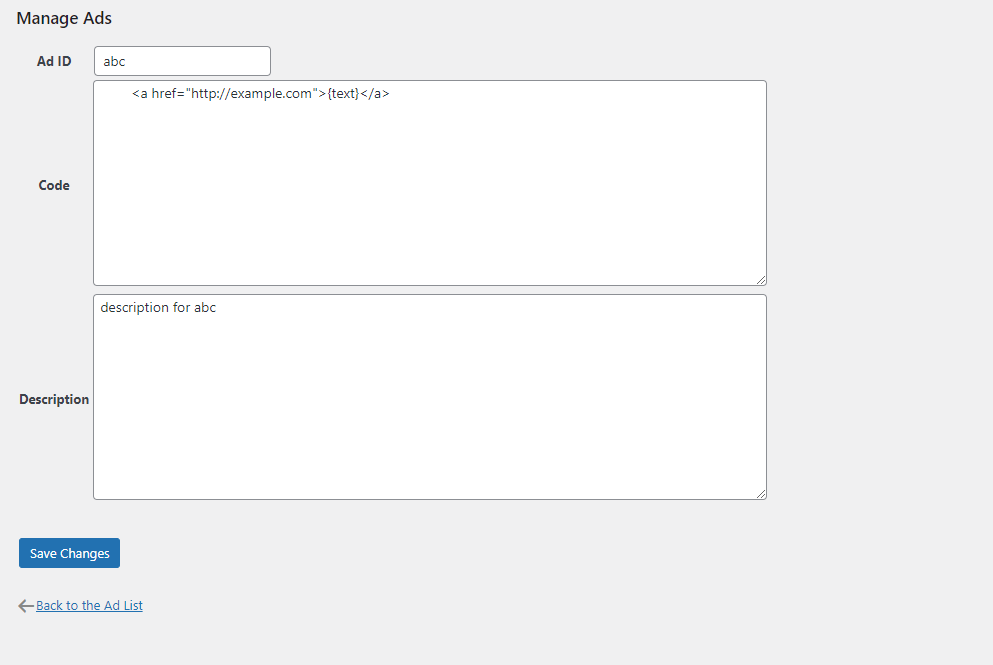 Manage Ads
Ad ID
abc
Code
<a href="http://example.com">{text}</a>
Description
description for abc
Save Changes
Back to the Ad List